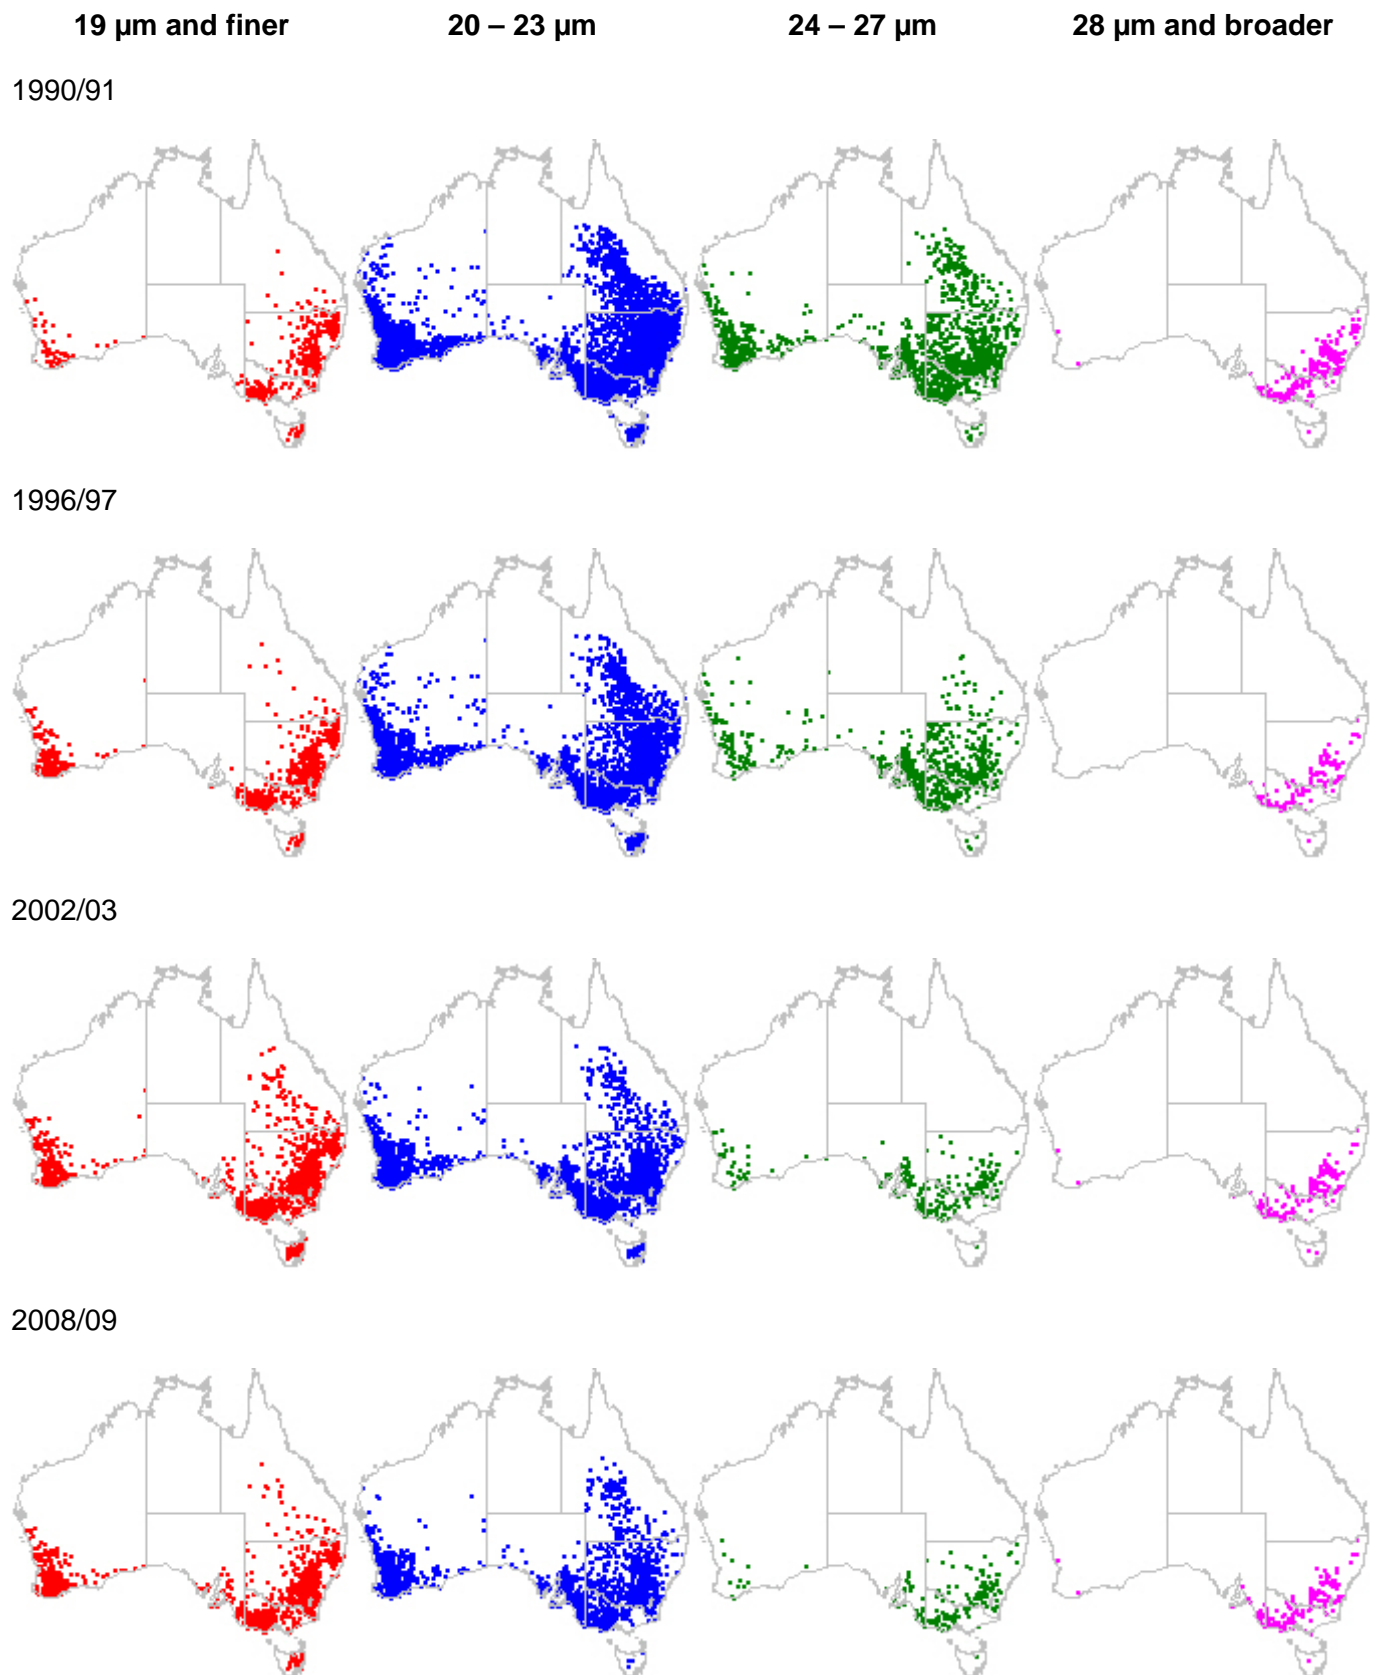 19 µm and finer 20 – 23 µm 24 – 27 µm 28 µm and broader
1990/91
1996/97
2002/03
2008/09